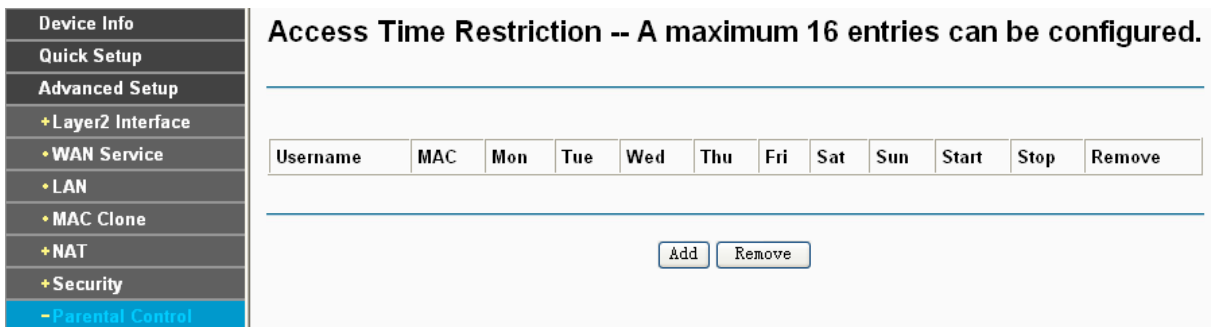 Device Info
Quick Setup
Advanced Setup
+Layer2 Interface
•WAN Service
•LAN
•MAC Clone
+NAT
+Security
-Parental Control
Access Time Restriction -- A maximum 16 entries can be configured.
Username MAC Mon Tue Wed Thu Fri Sat Sun Start Stop Remove
Add Remove